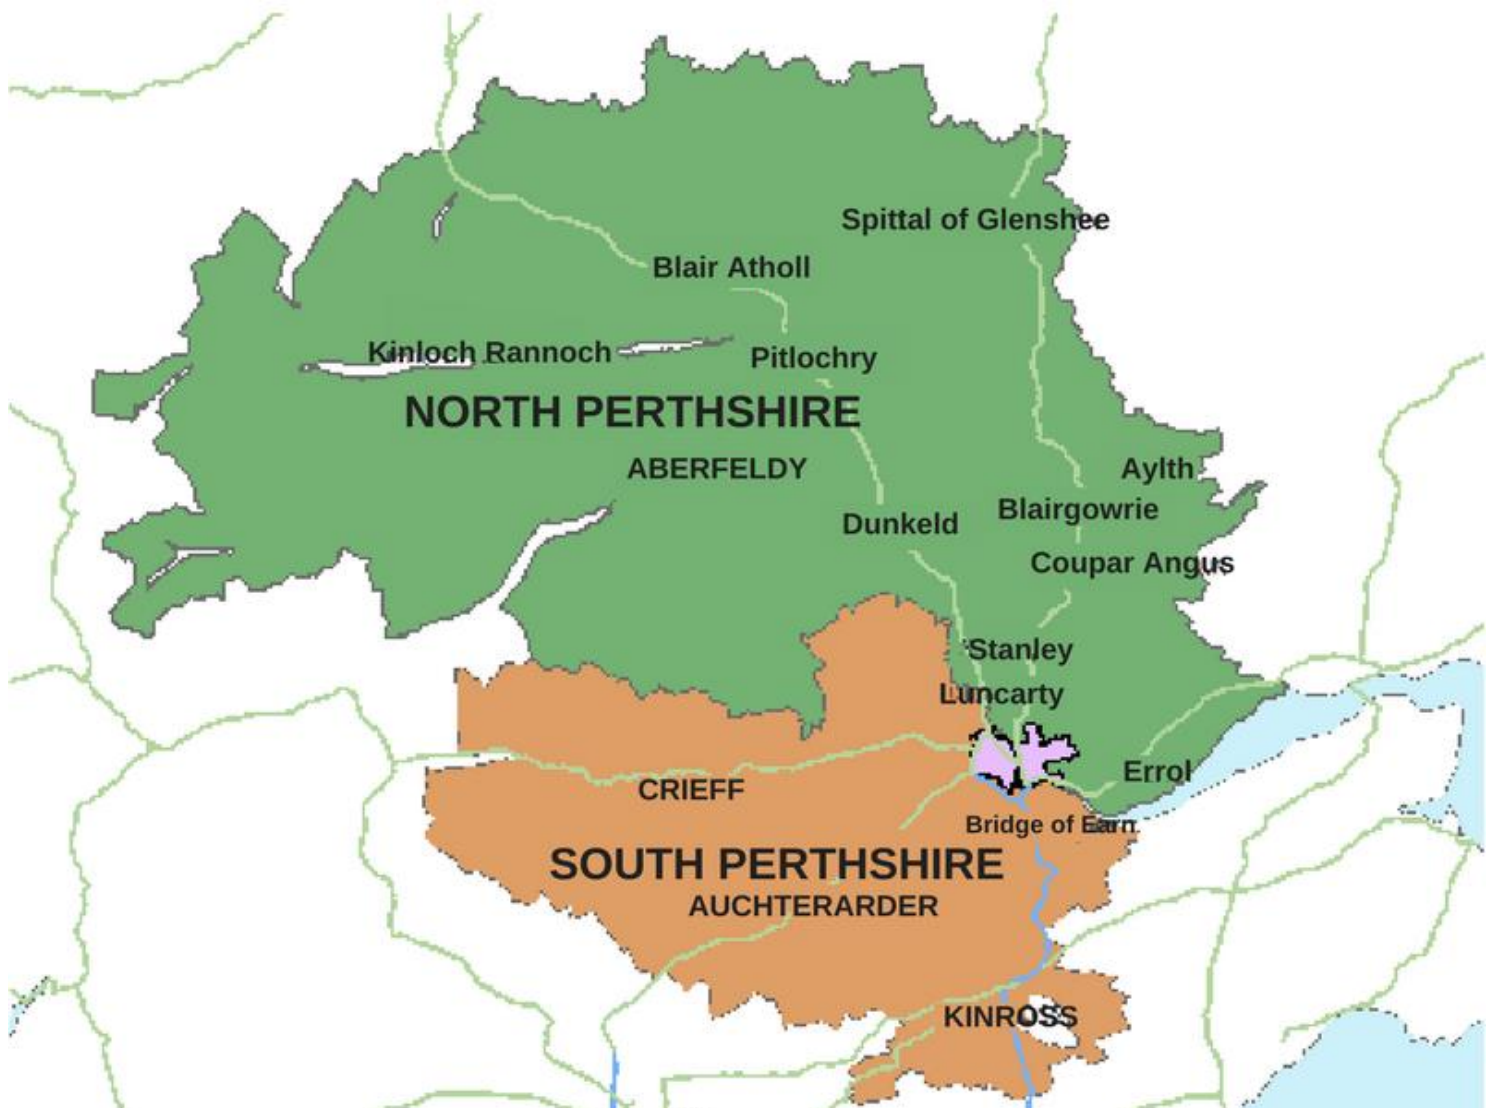 Spittal of Glenshee
Blair Atholl
Kinloch Rannoch
Pitlochry
NORTH PERTHSHIRE
ABERFELDY
Aylth
Blairgowrie
Dunkeld
Coupar Angus
Stanley
Luncarty
Errol
CRIEFF
Bridge of Earn
SOUTH PERTHSHIRE
AUCHTERARDER
KINROSS